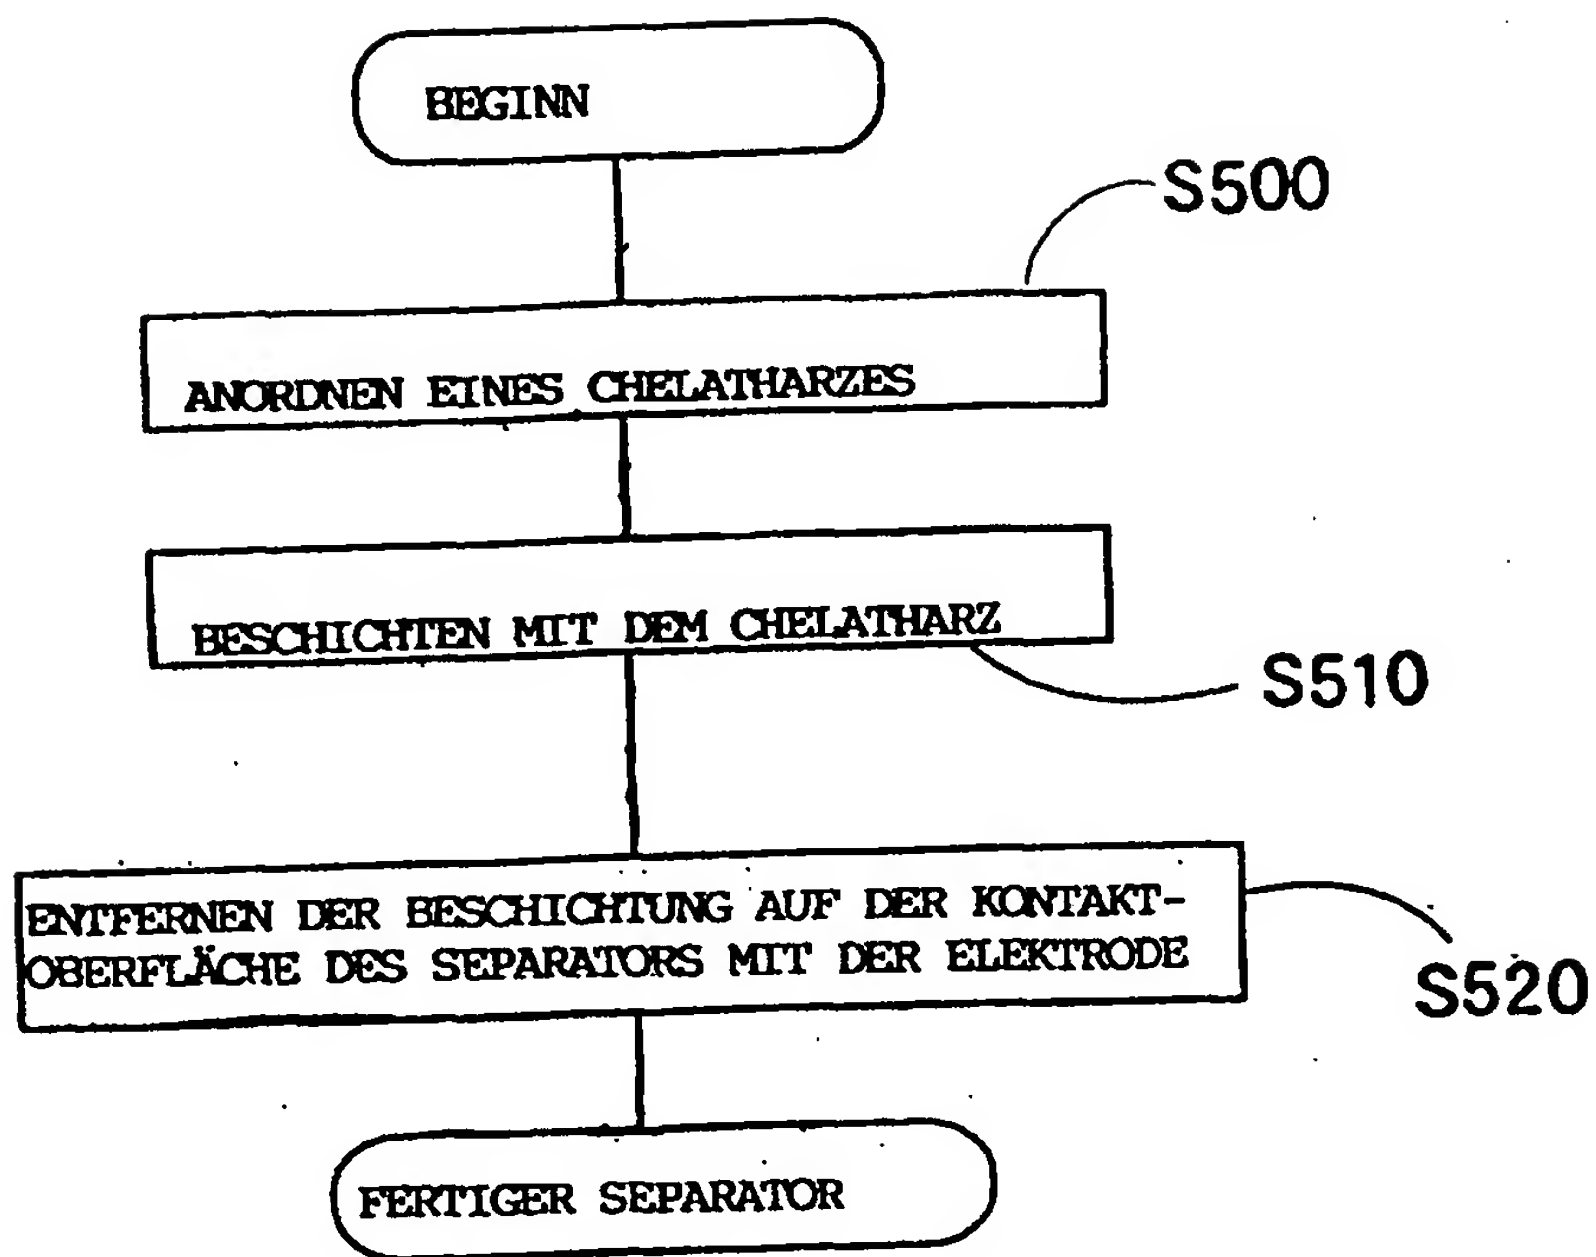 BEGINN
S500
ANORDNEN EINES CHELATHARZES
BESCHICHTEN MIT DEM CHELATHARZ
S510
ENTFERNEN DER BESCHICHTUNG AUF DER KONTAKT-
OBERFLÄCHE DES SEPARATORS MIT DER ELEKTRODE
S520
FERTIGER SEPARATOR